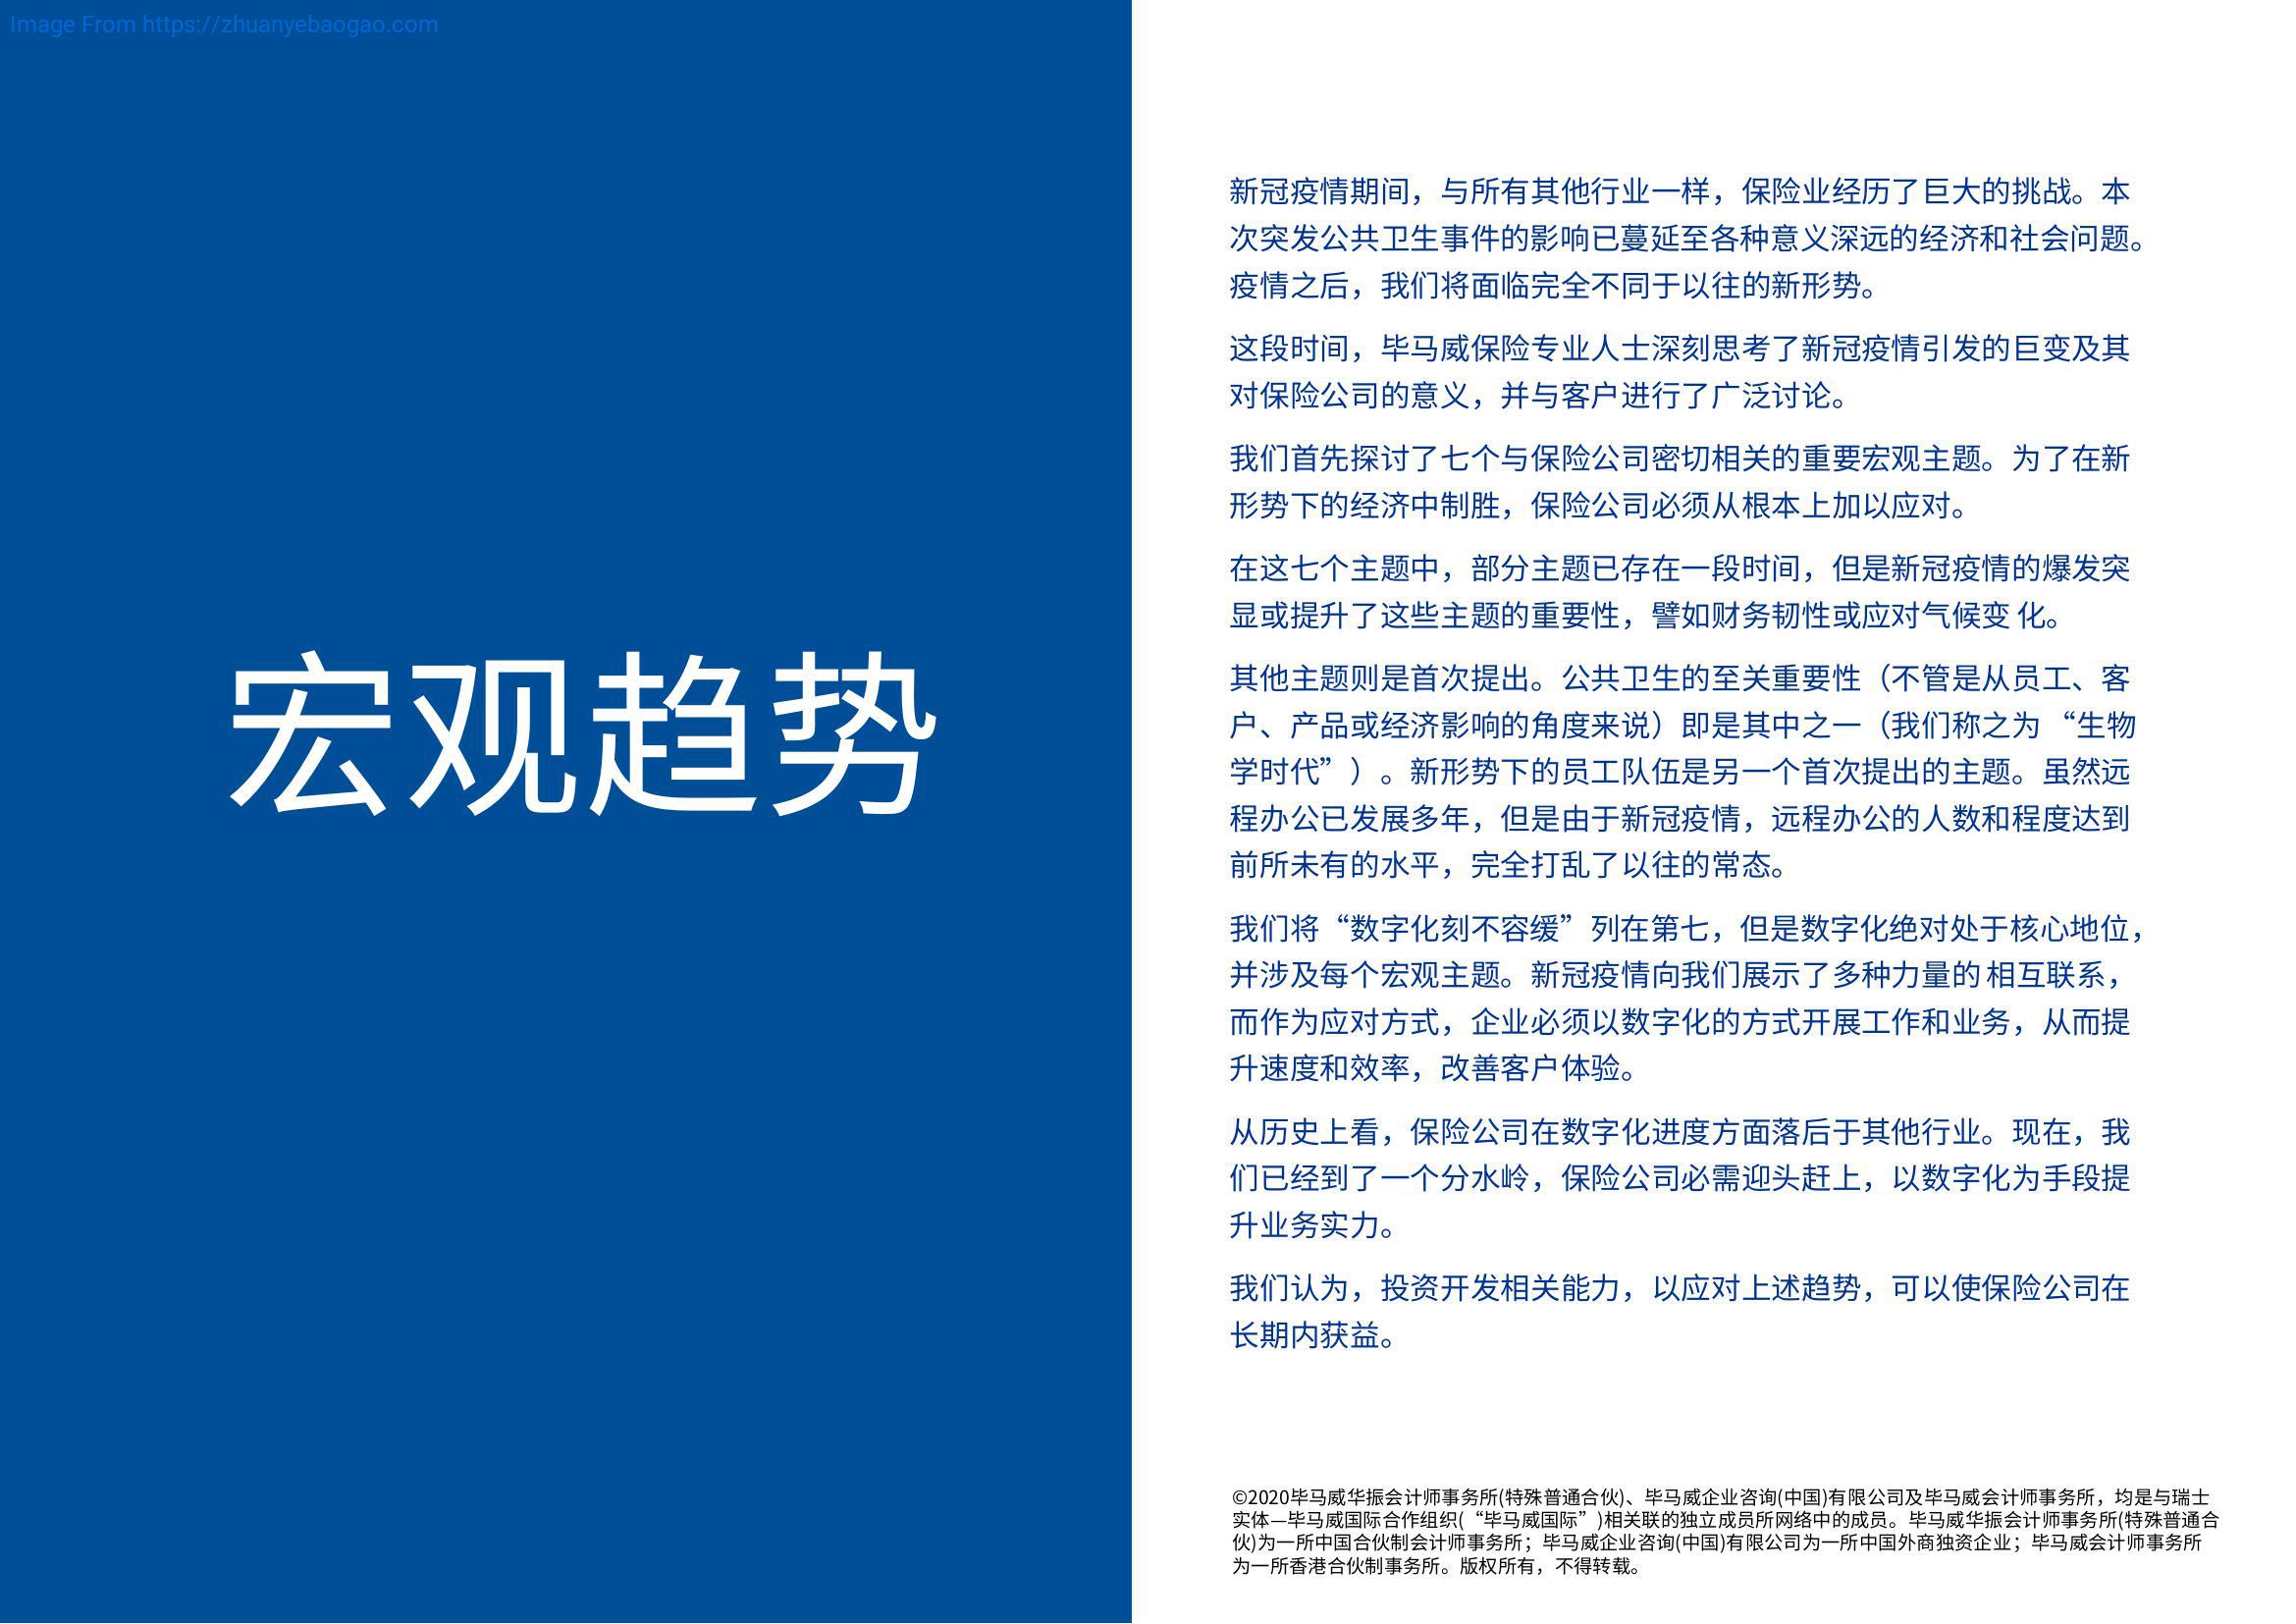 Image From https://zhuanyebaogao.com
宏观趋势
新冠疫情期间，与所有其他行业一样，保险业经历了巨大的挑战。本
次突发公共卫生事件的影响已蔓延至各种意义深远的经济和社会问题。
疫情之后，我们将面临完全不同于以往的新形势。
这段时间，毕马威保险专业人士深刻思考了新冠疫情引发的巨变及其
对保险公司的意义，并与客户进行了广泛讨论。
我们首先探讨了七个与保险公司密切相关的重要宏观主题。为了在新
形势下的经济中制胜，保险公司必须从根本上加以应对。
在这七个主题中，部分主题已存在一段时间，但是新冠疫情的爆发突
显或提升了这些主题的重要性，譬如财务韧性或应对气候变 化。
其他主题则是首次提出。公共卫生的至关重要性（不管是从员工、客
户、产品或经济影响的角度来说）即是其中之一（我们称之为 “生物
学时代”）。新形势下的员工队伍是另一个首次提出的主题。虽然远
程办公已发展多年，但是由于新冠疫情，远程办公的人数和程度达到
前所未有的水平，完全打乱了以往的常态。
我们将“数字化刻不容缓”列在第七，但是数字化绝对处于核心地位，
并涉及每个宏观主题。新冠疫情向我们展示了多种力量的 相互联系，
而作为应对方式，企业必须以数字化的方式开展工作和业务，从而提
升速度和效率，改善客户体验。
从历史上看，保险公司在数字化进度方面落后于其他行业。现在，我
们已经到了一个分水岭，保险公司必需迎头赶上，以数字化为手段提
升业务实力。
我们认为，投资开发相关能力，以应对上述趋势，可以使保险公司在
长期内获益。
©2020毕马威华振会计师事务所(特殊普通合伙)、毕马威企业咨询(中国)有限公司及毕马威会计师事务所，均是与瑞士
实体—毕马威国际合作组织(“毕马威国际”)相关联的独立成员所网络中的成员。毕马威华振会计师事务所(特殊普通合
伙)为一所中国合伙制会计师事务所；毕马威企业咨询(中国)有限公司为一所中国外商独资企业；毕马威会计师事务所
为一所香港合伙制事务所。版权所有，不得转载。